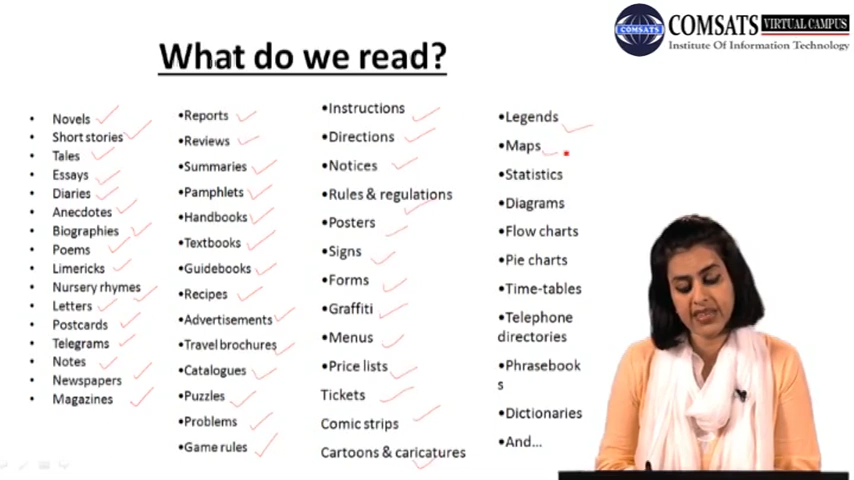 COMSATS
COMSATS VIRTUAL CAMPUS
Institute Of Information Technology
What do we read?
• Novels
• Short stories
• Tales
• Essays
• Diaries
• Anecdotes
• Biographies
• Poems
• Limericks
• Nursery rhymes
• Letters
• Postcards
• Telegrams
• Notes
• Newspapers
• Magazines
•Reports
•Reviews
•Summaries
•Pamphlets
•Handbooks
•Textbooks
•Guidebooks
•Recipes
•Advertisements
•Travel brochures
•Catalogues
•Puzzles
•Problems
•Game rules
•Instructions
•Directions
•Notices
•Rules & regulations
•Posters
•Signs
•Forms
•Graffiti
•Menus
•Price lists
Tickets
Comic strips
Cartoons & caricatures
•Legends
•Maps
•Statistics
•Diagrams
•Flow charts
•Pie charts
•Time-tables
•Telephone
directories
•Phrasebook
s
•Dictionaries
•And...